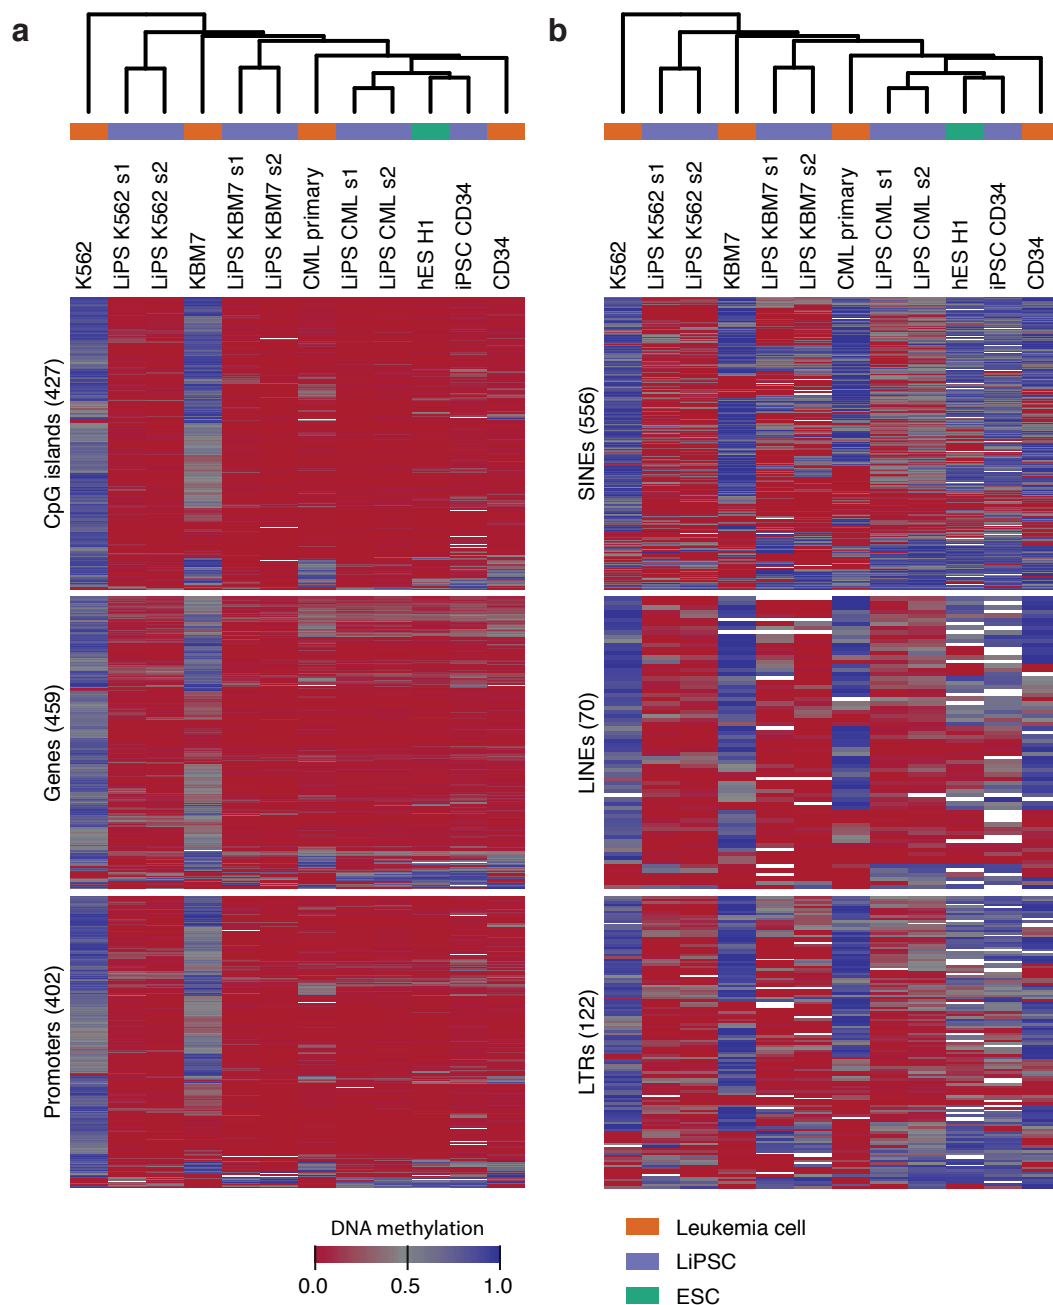 a
K562
LiPS K562 s1
LiPS K562 s2
KBM7
LiPS KBM7 s1
LiPS KBM7 s2
CML primary
LiPS CML s1
LiPS CML s2
hES H1
iPSC CD34
CD34
CpG islands (427)
Genes (459)
Promoters (402)
DNA methylation
0.0 0.5 1.0
b
K562
LiPS K562 s1
LiPS K562 s2
KBM7
LiPS KBM7 s1
LiPS KBM7 s2
CML primary
LiPS CML s1
LiPS CML s2
hES H1
iPSC CD34
CD34
SINEs (556)
LINEs (70)
LTRs (122)
Leukemia cell
LiPSC
ESC